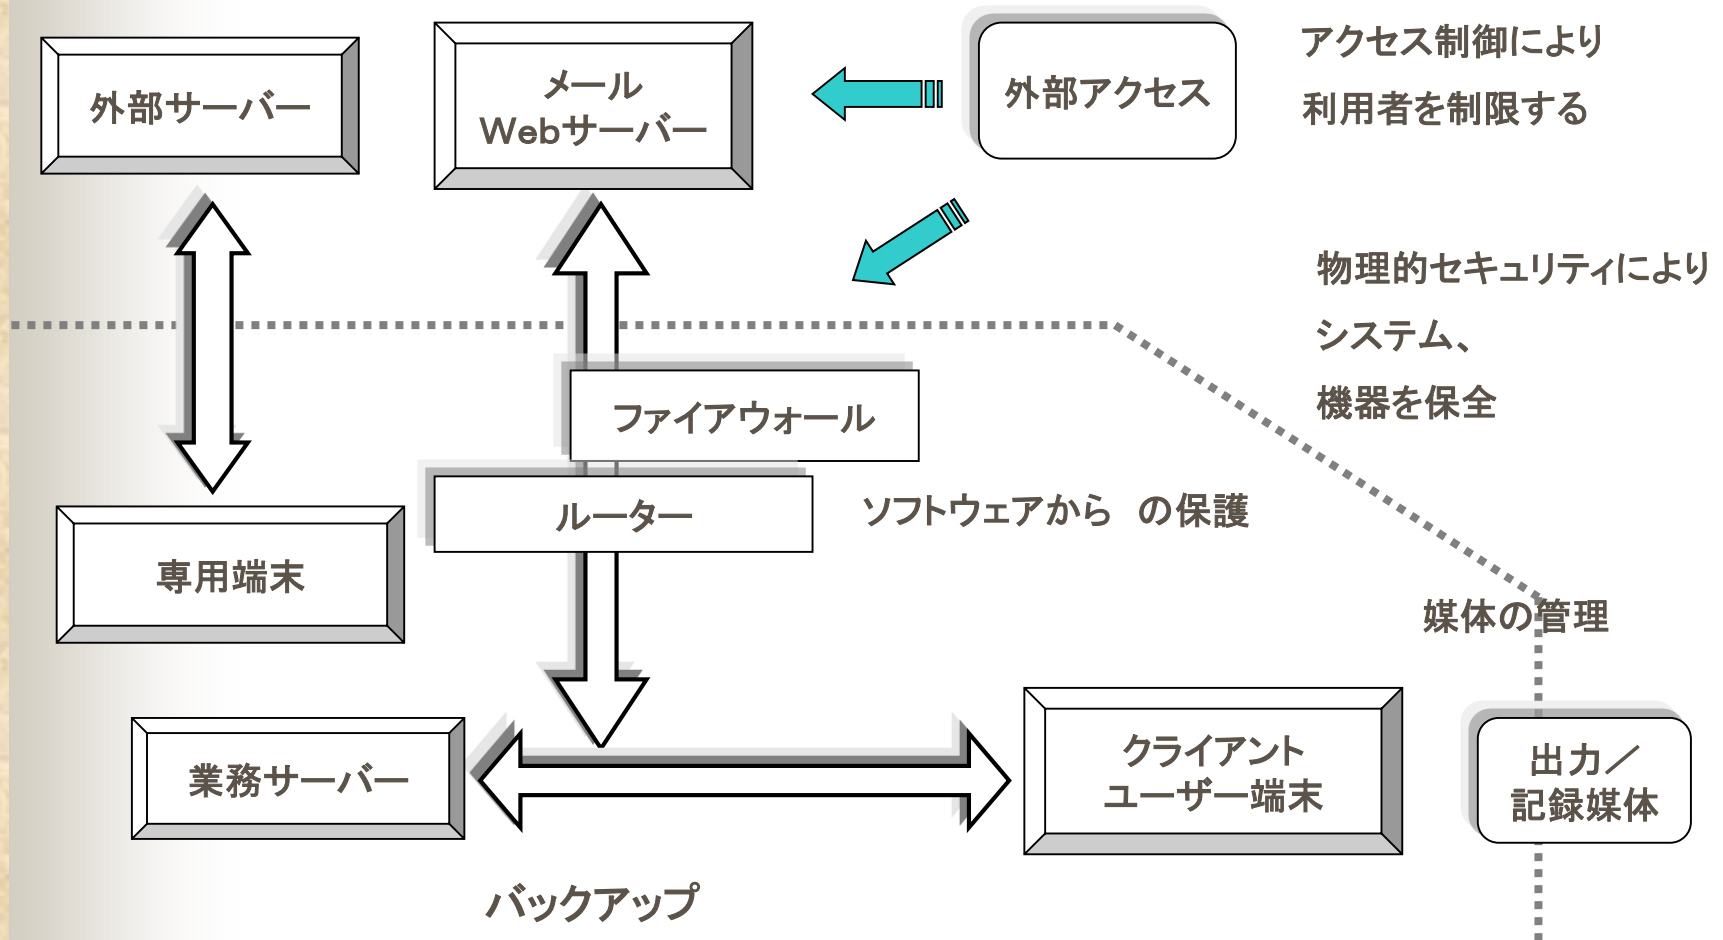 外部サーバー
メール
Webサーバー
外部アクセス
アクセス制御により
利用者を制限する
物理的セキュリティにより
システム、
機器を保全
ファイアウォール
ルーター
ソフトウェアから　の保護
専用端末
媒体の管理
業務サーバー
クライアント
ユーザー端末
出力／
記録媒体
バックアップ